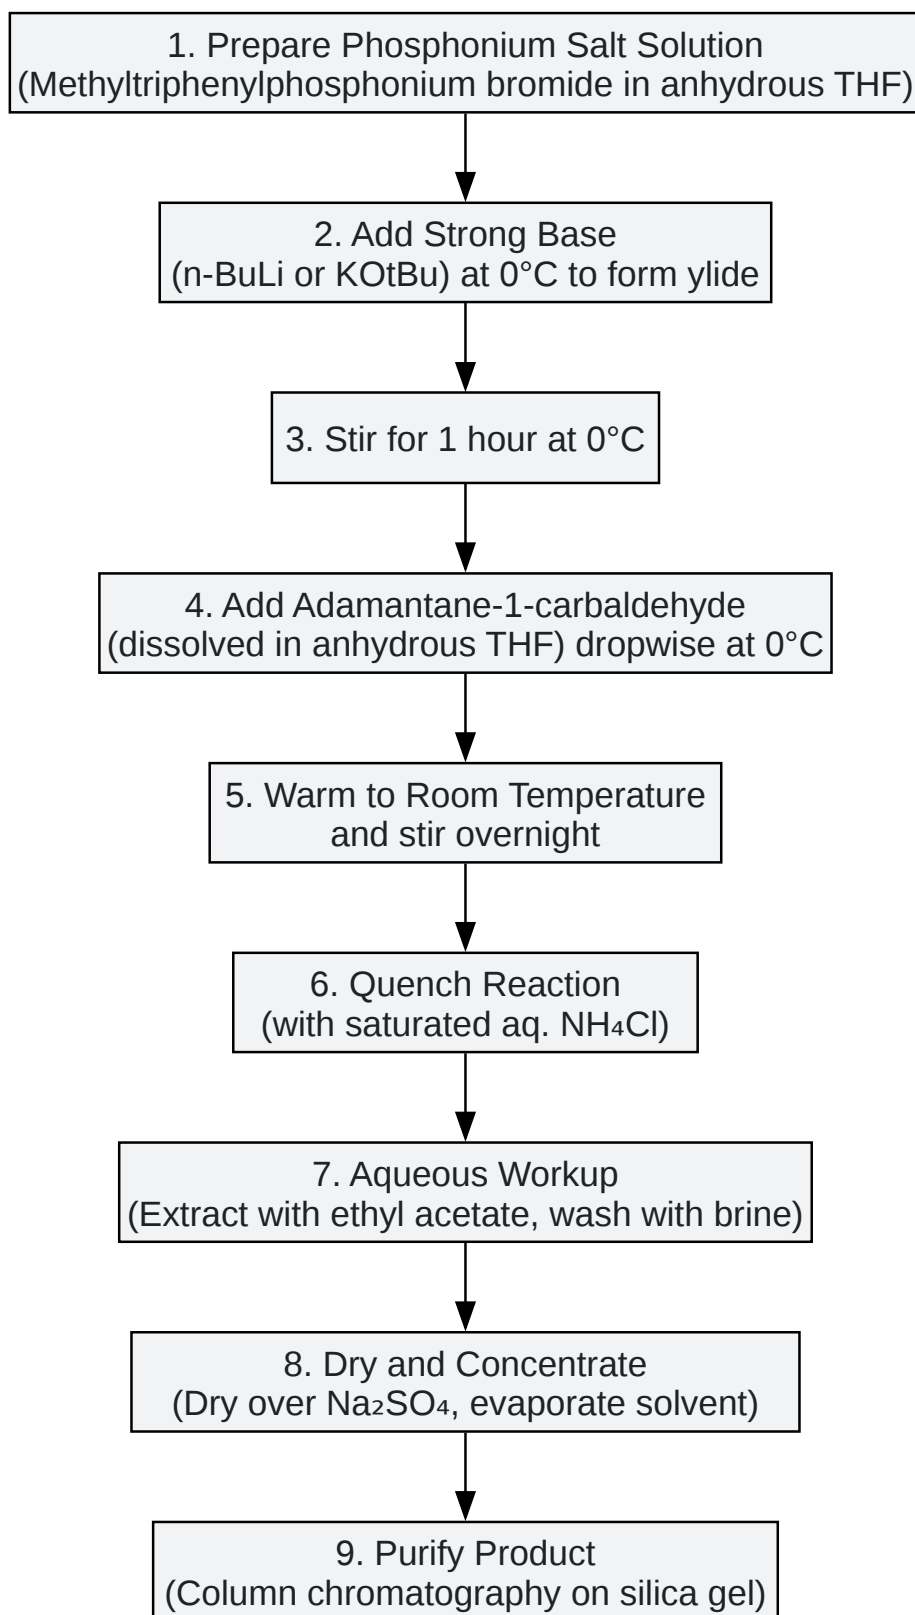 1. Prepare Phosphonium Salt Solution
(Methyltriphenylphosphonium bromide in anhydrous THF)
2. Add Strong Base
(n-BuLi or KOtBu) at 0°C to form ylide
3. Stir for 1 hour at 0°C
4. Add Adamantane-1-carbaldehyde
(dissolved in anhydrous THF) dropwise at 0°C
5. Warm to Room Temperature
and stir overnight
6. Quench Reaction
(with saturated aq. NH₄Cl)
7. Aqueous Workup
(Extract with ethyl acetate, wash with brine)
8. Dry and Concentrate
(Dry over Na₂SO₄, evaporate solvent)
9. Purify Product
(Column chromatography on silica gel)